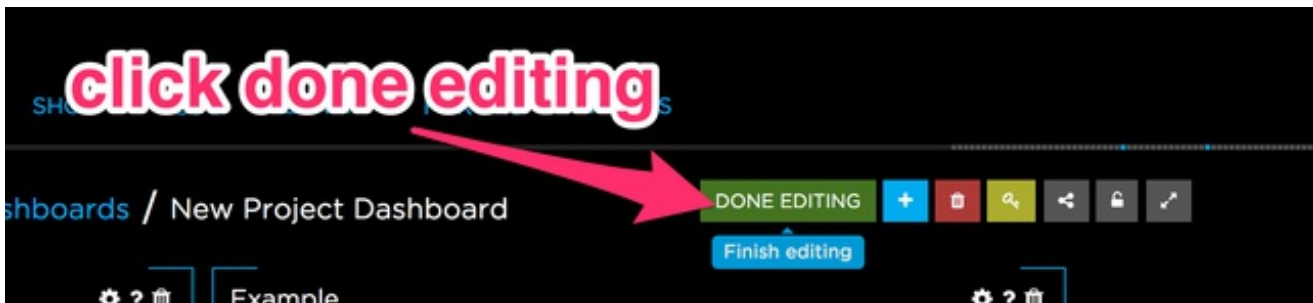 click done editing
shboards / New Project Dashboard
DONE EDITING
Finish editing
?
Example
?